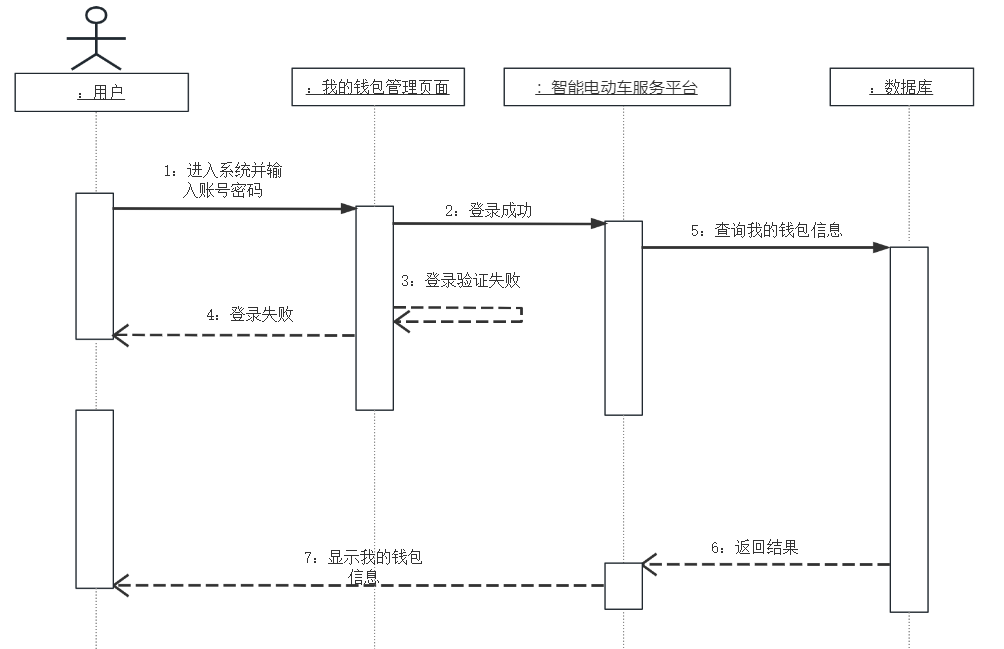 ：用户
：我的钱包管理页面
：智能电动车服务平台
：数据库
1：进入系统并输
入账号密码
2：登录成功
5：查询我的钱包信息
3：登录验证失败
4：登录失败
6：返回结果
7：显示我的钱包
信息